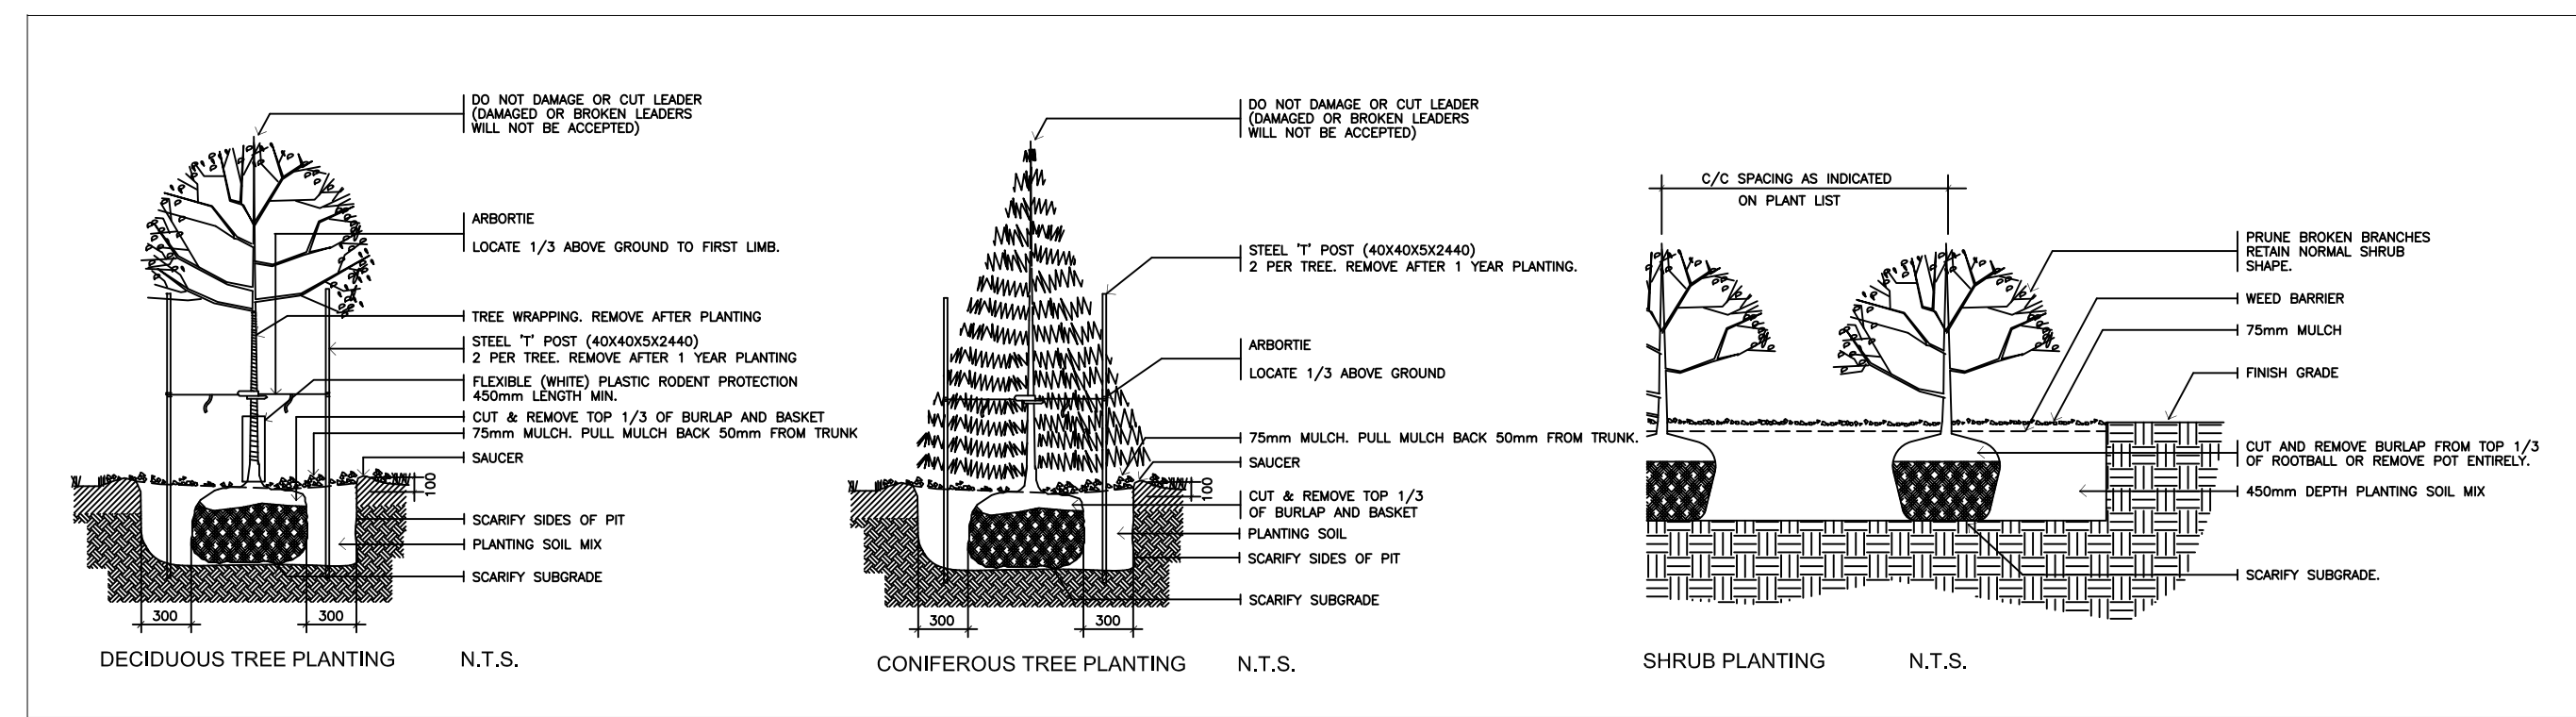 DO NOT DAMAGE OR CUT LEADER
(DAMAGED OR BROKEN LEADERS
WILL NOT BE ACCEPTED)
ARBORTIE
LOCATE 1/3 ABOVE GROUND TO FIRST LIMB.
TREE WRAPPING. REMOVE AFTER PLANTING
STEEL 'T' POST (40X40X5X2440)
2 PER TREE. REMOVE AFTER 1 YEAR PLANTING
FLEXIBLE (WHITE) PLASTIC RODENT PROTECTION
450mm LENGTH MIN.
CUT & REMOVE TOP 1/3 OF BURLAP AND BASKET
75mm MULCH. PULL MULCH BACK 50mm FROM TRUNK
SAUCER
100
SCARIFY SIDES OF PIT
PLANTING SOIL MIX
SCARIFY SUBGRADE
300
300
DECIDUOUS TREE PLANTING N.T.S.
DO NOT DAMAGE OR CUT LEADER
(DAMAGED OR BROKEN LEADERS
WILL NOT BE ACCEPTED)
STEEL 'T' POST (40X40X5X2440)
2 PER TREE. REMOVE AFTER 1 YEAR PLANTING.
ARBORTIE
LOCATE 1/3 ABOVE GROUND
75mm MULCH. PULL MULCH BACK 50mm FROM TRUNK.
SAUCER
100
CUT & REMOVE TOP 1/3
OF BURLAP AND BASKET
PLANTING SOIL
SCARIFY SIDES OF PIT
SCARIFY SUBGRADE
300
300
CONIFEROUS TREE PLANTING N.T.S.
C/C SPACING AS INDICATED
ON PLANT LIST
PRUNE BROKEN BRANCHES
RETAIN NORMAL SHRUB
SHAPE.
WEED BARRIER
75mm MULCH
FINISH GRADE
CUT AND REMOVE BURLAP FROM TOP 1/3
OF ROOTBALL OR REMOVE POT ENTIRELY.
450mm DEPTH PLANTING SOIL MIX
SCARIFY SUBGRADE.
SHRUB PLANTING N.T.S.